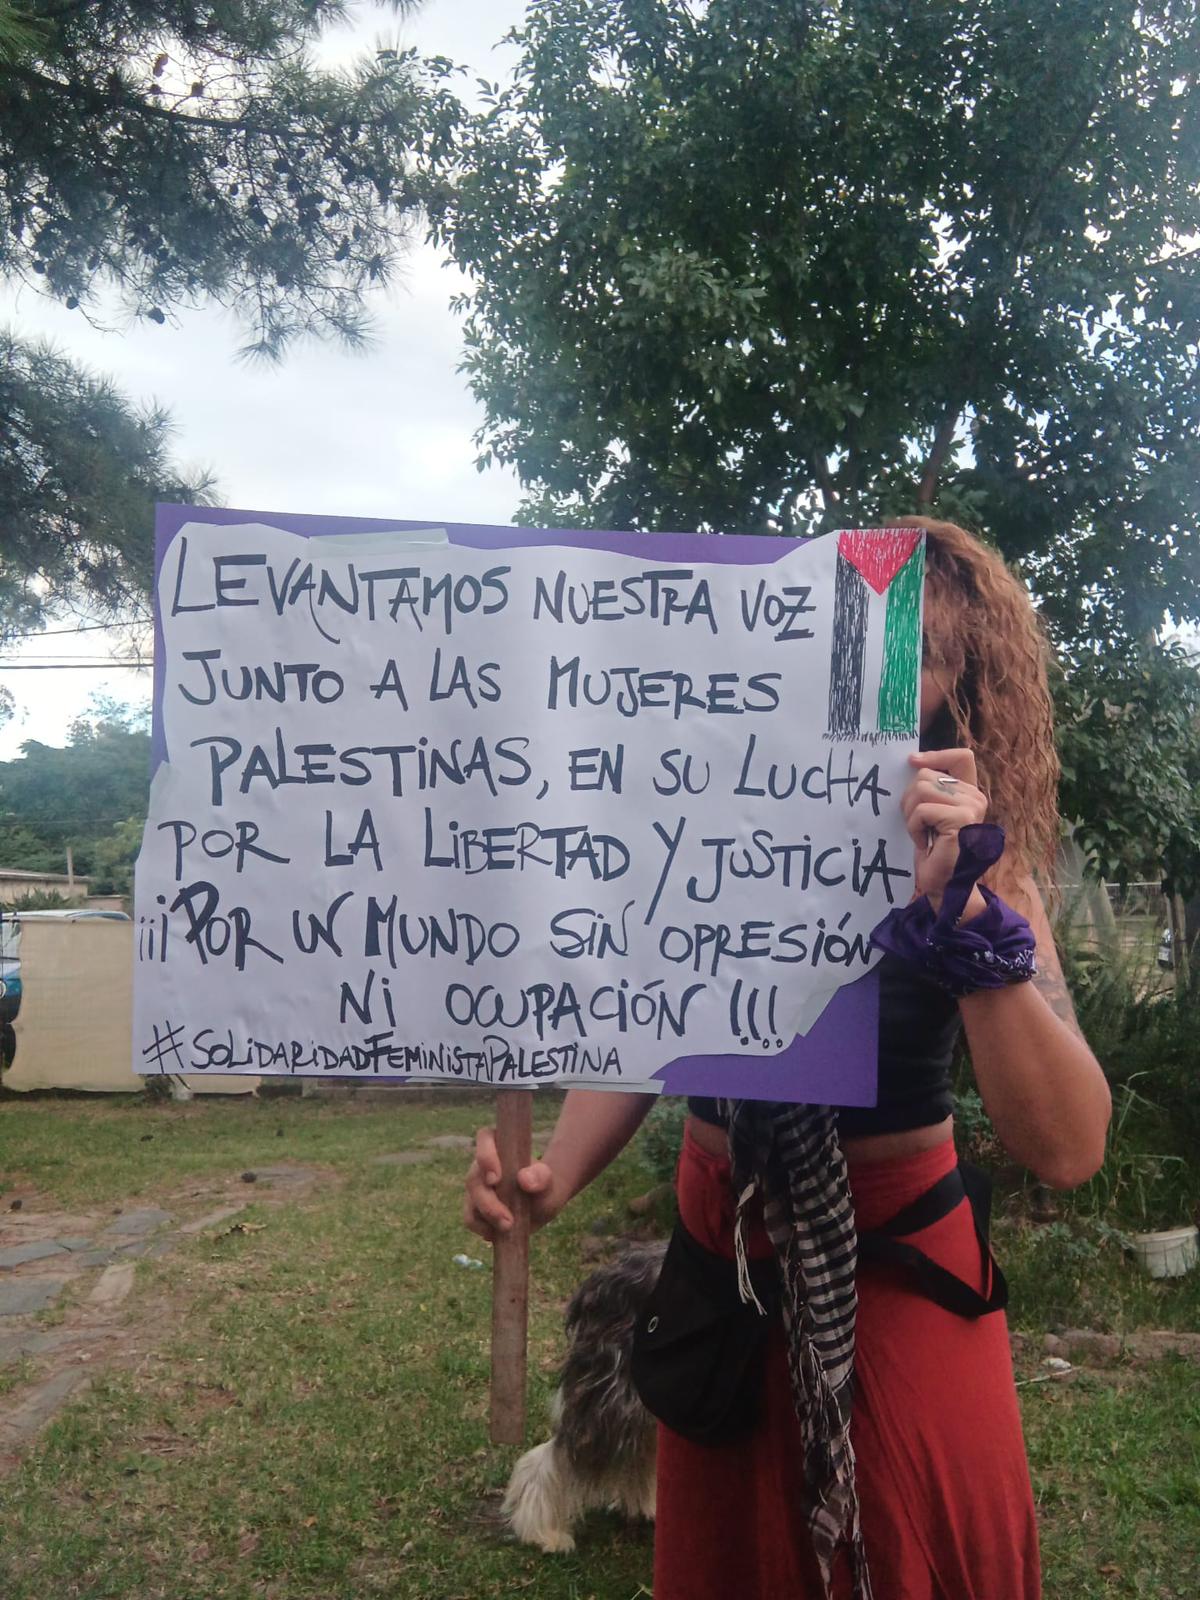 LEVANTAMOS NUESTRA VOZ
JUNTO A LAS MUJERES
PALESTINAS, EN SU LUCHA
POR LA LIBERTAD Y JUSTICIA
¡¡¡POR UN MUNDO SIN OPRESIÓN
NI OCUPACIÓN!!!
#SOLIDARIDADFEMINISTAPALESTINA